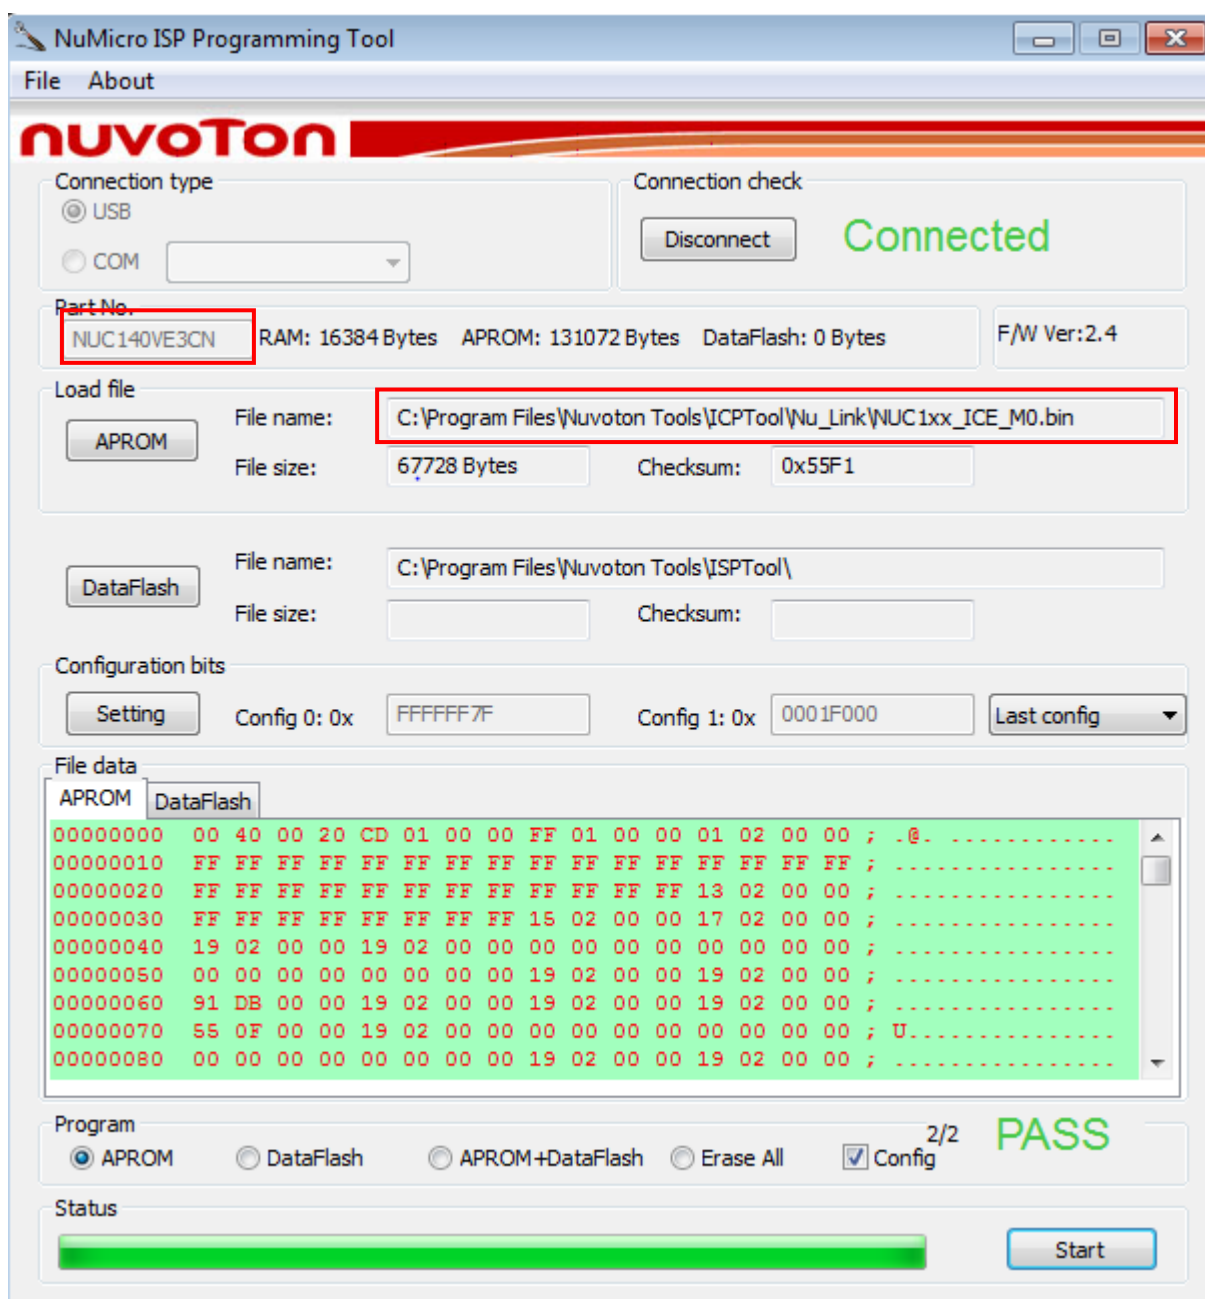 NuMicro ISP Programming Tool
File About
nuvoTon
Connection type
USB
COM
Connection check
Disconnect Connected
Part No.
NUC140VE3CN RAM: 16384 Bytes APROM: 131072 Bytes DataFlash: 0 Bytes
F/W Ver:2.4
Load file
APROM
File name: C:\Program Files\Nuvoton Tools\ICPTool\Nu_Link\NUC1xx_ICE_M0.bin
File size: 67728 Bytes Checksum: 0x55F1
DataFlash
File name: C:\Program Files\Nuvoton Tools\ISPTool\
File size: Checksum:
Configuration bits
Setting Config 0: 0x FFFFFF7F Config 1: 0x 0001F000 Last config
File data
APROM DataFlash
00000000 00 40 00 20 CD 01 00 00 FF 01 00 00 01 02 00 00 ; .@. .............
00000010 FF FF FF FF FF FF FF FF FF FF FF FF FF FF FF FF ; ................
00000020 FF FF FF FF FF FF FF FF FF FF FF FF 13 02 00 00 ; ................
00000030 FF FF FF FF FF FF FF FF 15 02 00 00 17 02 00 00 ; ................
00000040 19 02 00 00 19 02 00 00 00 00 00 00 00 00 00 00 ; ................
00000050 00 00 00 00 00 00 00 00 19 02 00 00 19 02 00 00 ; ................
00000060 91 DB 00 00 19 02 00 00 19 02 00 00 19 02 00 00 ; ................
00000070 55 0F 00 00 19 02 00 00 00 00 00 00 00 00 00 00 ; U...............
00000080 00 00 00 00 00 00 00 00 19 02 00 00 19 02 00 00 ; ................
Program
APROM DataFlash APROM+DataFlash Erase All Config 2/2 PASS
Status
Start